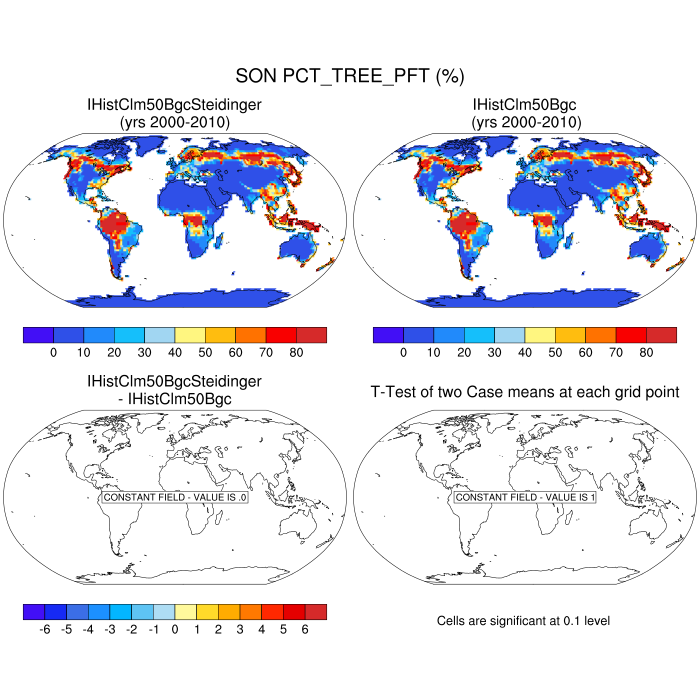 SON PCT_TREE_PFT (%)
IHistClm50BgcSteidinger
(yrs 2000-2010)
IHistClm50Bgc
(yrs 2000-2010)
0 10 20 30 40 50 60 70 80
0 10 20 30 40 50 60 70 80
IHistClm50BgcSteidinger
- IHistClm50Bgc
T-Test of two Case means at each grid point
CONSTANT FIELD - VALUE IS .0
CONSTANT FIELD - VALUE IS 1
-6 -5 -4 -3 -2 -1 0 1 2 3 4 5 6
Cells are significant at 0.1 level